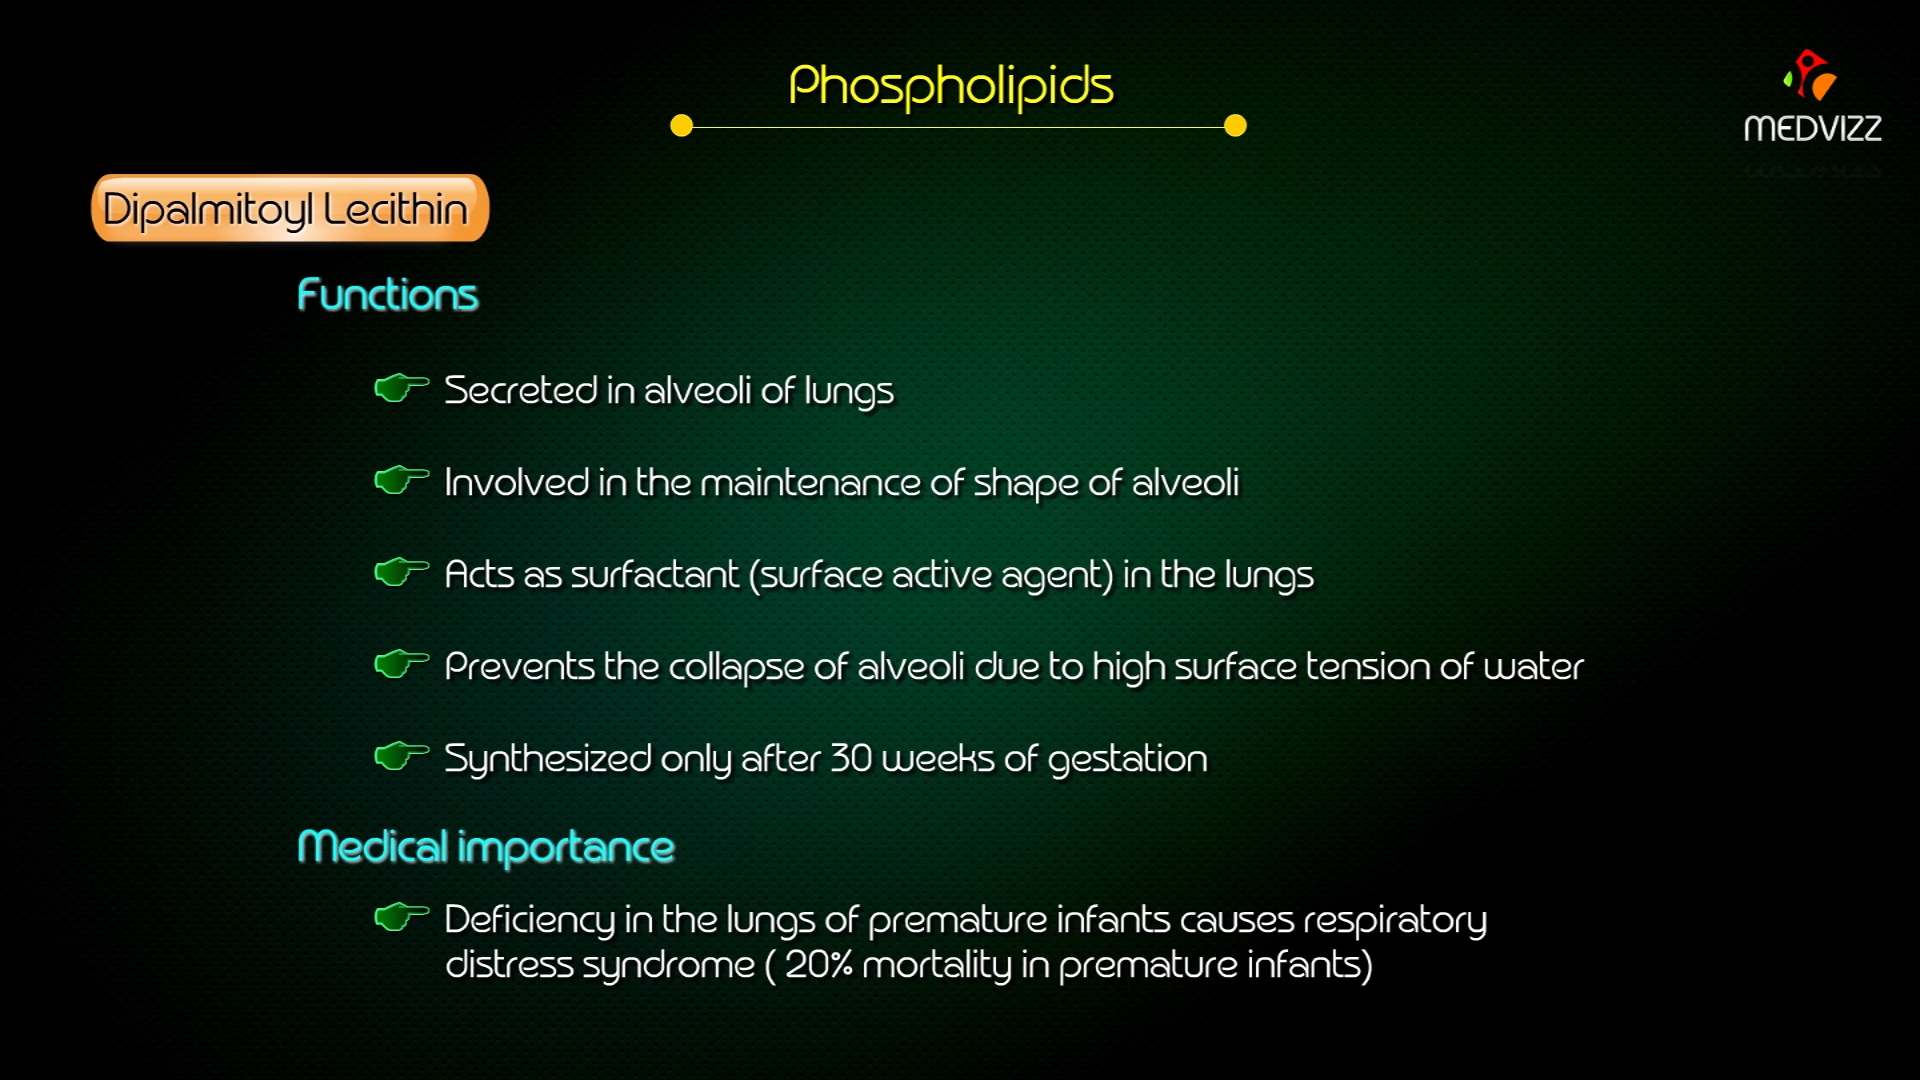 Phospholipids
MEDVIZZ
Dipalmitoyl Lecithin
Functions
Secreted in alveoli of lungs
Involved in the maintenance of shape of alveoli
Acts as surfactant (surface active agent) in the lungs
Prevents the collapse of alveoli due to high surface tension of water
Synthesized only after 30 weeks of gestation
Medical importance
Deficiency in the lungs of premature infants causes respiratory
distress syndrome ( 20% mortality in premature infants)